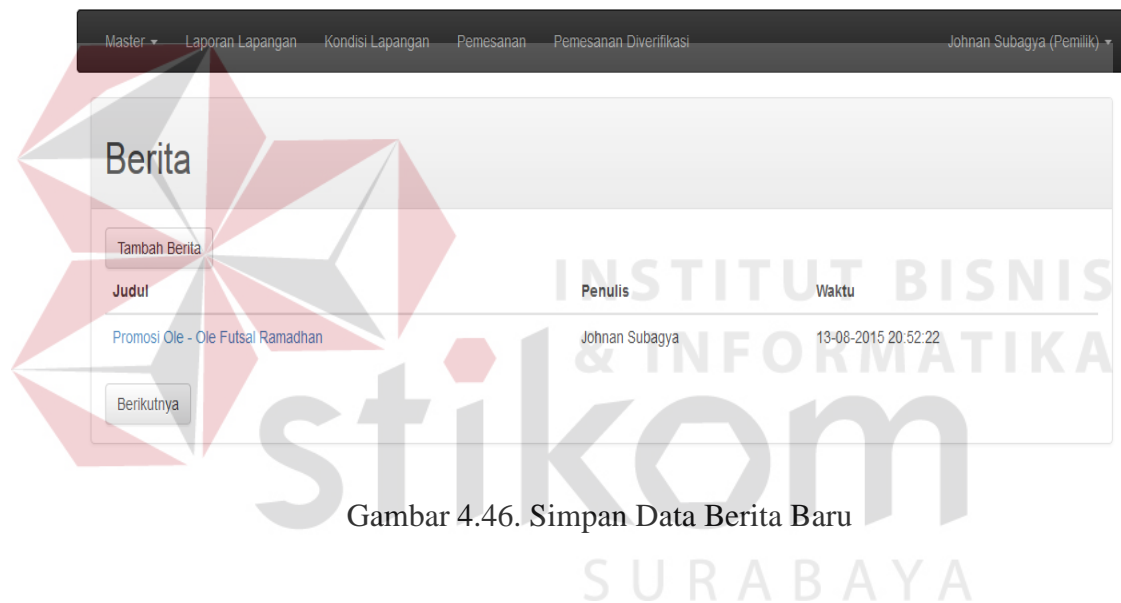 Master Laporan Lapangan Kondisi Lapangan Pemesanan Pemesanan Diverifikasi Johnan Subagya (Pemilik)
Berita
Tambah Berita
Judul Penulis Waktu
Promosi Ole - Ole Futsal Ramadhan Johnan Subagya 13-08-2015 20:52:22
Berikutnya
INSTITUT BISNIS
& INFORMATIKA
stikom
SURABAYA
Gambar 4.46. Simpan Data Berita Baru